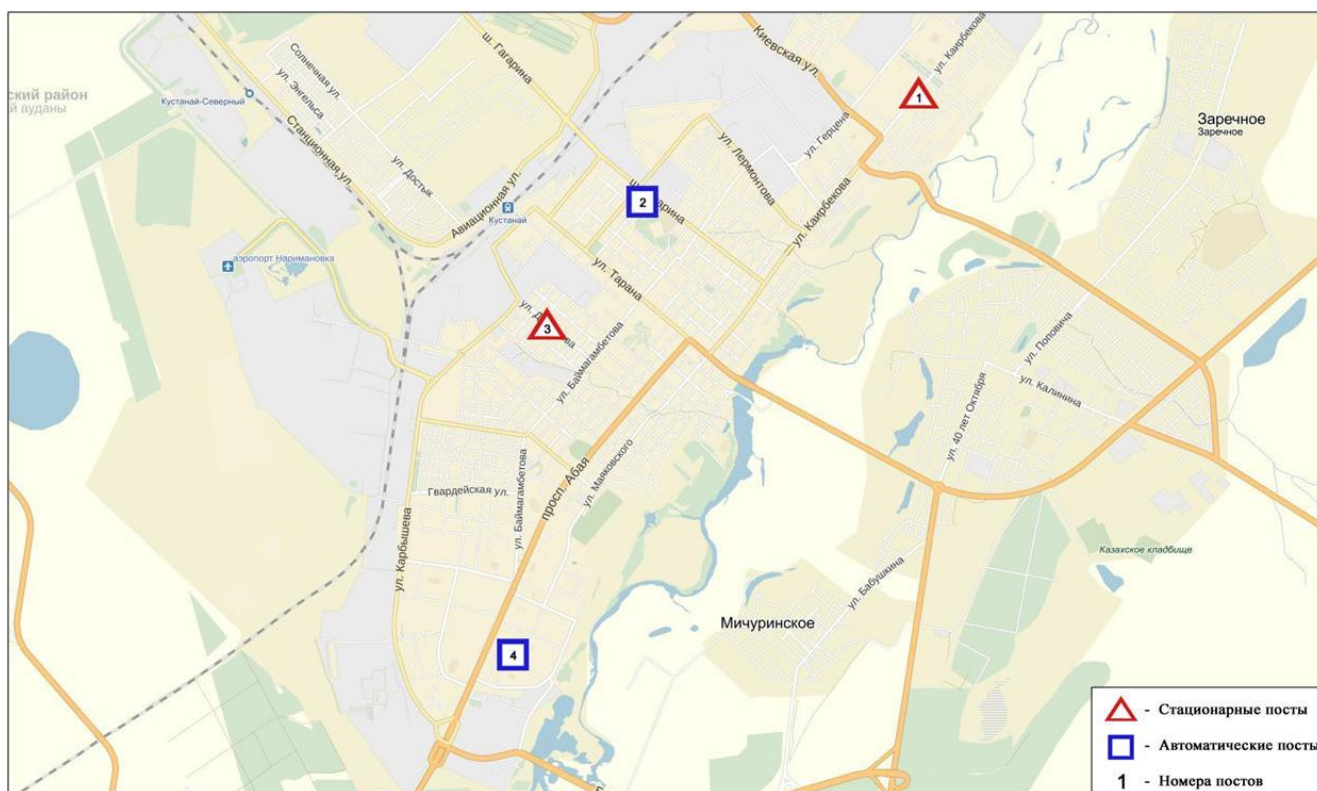 ский район
й ауданы
Кустанай-Северный
Солнечная ул.
ул. Энгельса
Станционная ул.
ул. Достык
Авиационная ул.
Кустанай
аэропорт Наримановка
ш. Гагарина
Киевская ул.
ул. Каирбекова
1
Заречное
Заречное
ул. Герцена
ул. Лермонтова
2
ул. Каирбекова
ул. Тарана
3
ул. Баймагамбетова
ул. Поповича
ул. Калинина
ул. 40 лет Октября
просп. Абая
ул. Маяковского
Гвардейская ул.
ул. Баймагамбетова
ул. Карбышева
Казахское кладбище
ул. Бабушкина
Мичуринское
4
- Стационарные посты
- Автоматические посты
1 - Номера постов